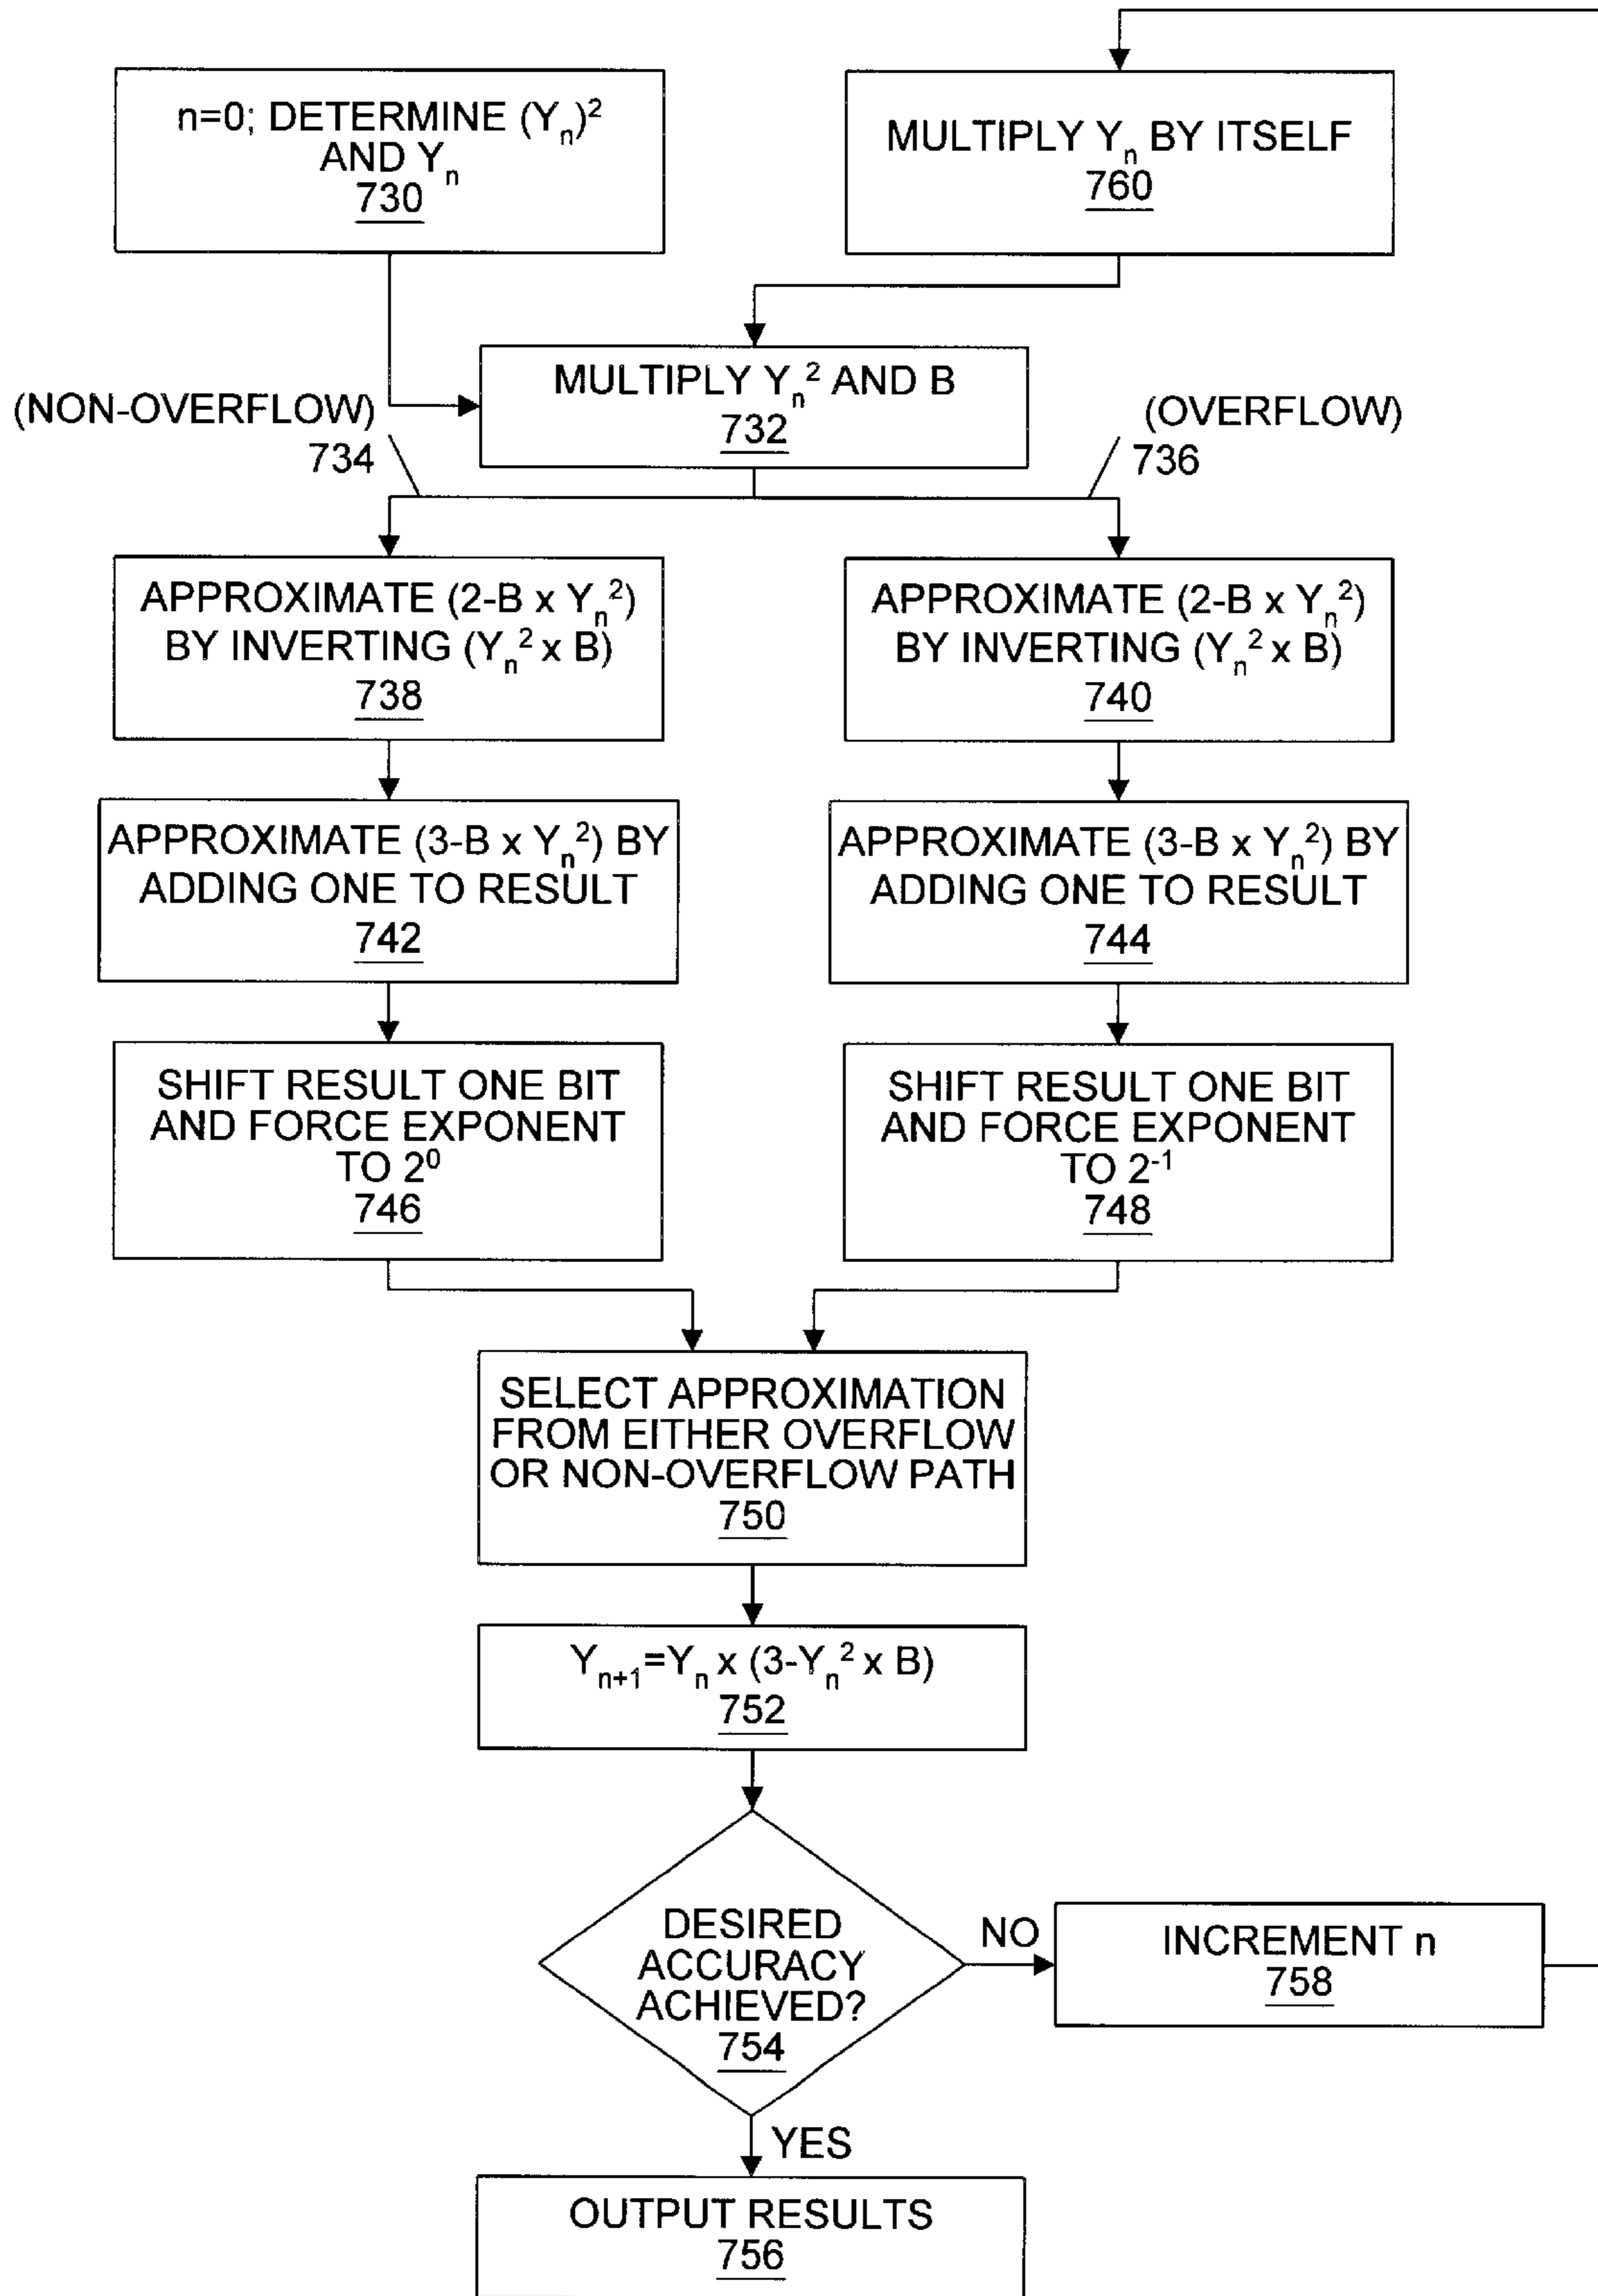 n=0; DETERMINE (Yₙ)²
AND Yₙ
730
MULTIPLY Yₙ BY ITSELF
760
MULTIPLY Yₙ² AND B
732
(NON-OVERFLOW)
734
(OVERFLOW)
736
APPROXIMATE (2-B x Yₙ²)
BY INVERTING (Yₙ² x B)
738
APPROXIMATE (2-B x Yₙ²)
BY INVERTING (Yₙ² x B)
740
APPROXIMATE (3-B x Yₙ²) BY
ADDING ONE TO RESULT
742
APPROXIMATE (3-B x Yₙ²) BY
ADDING ONE TO RESULT
744
SHIFT RESULT ONE BIT
AND FORCE EXPONENT
TO 2⁰
746
SHIFT RESULT ONE BIT
AND FORCE EXPONENT
TO 2⁻¹
748
SELECT APPROXIMATION
FROM EITHER OVERFLOW
OR NON-OVERFLOW PATH
750
Yₙ₊₁=Yₙ x (3-Yₙ² x B)
752
DESIRED
ACCURACY
ACHIEVED?
754
NO
INCREMENT n
758
YES
OUTPUT RESULTS
756